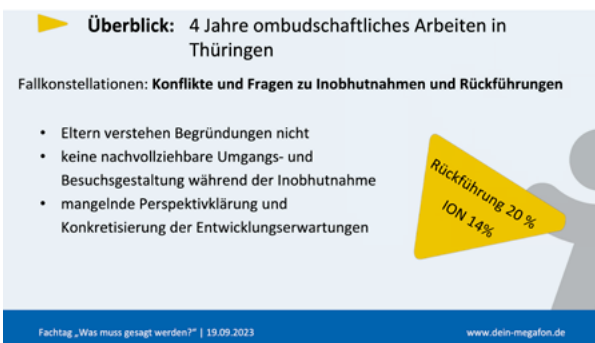 Überblick: 4 Jahre ombudschaftliches Arbeiten in
Thüringen
Fallkonstellationen: Konflikte und Fragen zu Inobhutnahmen und Rückführungen
• Eltern verstehen Begründungen nicht
• keine nachvollziehbare Umgangs- und
Besuchsgestaltung während der Inobhutnahme
• mangelnde Perspektivklärung und
Konkretisierung der Entwicklungserwartungen
Rückführung 20 %
ION 14%
Fachtag „Was muss gesagt werden?“ | 19.09.2023
www.dein-megafon.de